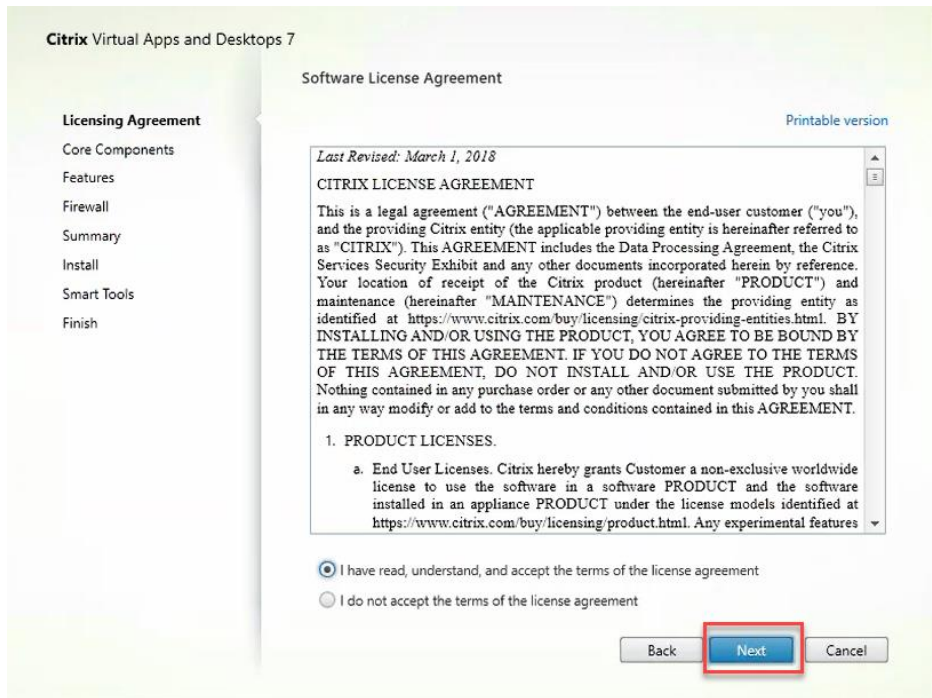 Citrix Virtual Apps and Desktops 7
Software License Agreement
Licensing Agreement
Core Components
Features
Firewall
Summary
Install
Smart Tools
Finish
Printable version
Last Revised: March 1, 2018
CITRIX LICENSE AGREEMENT
This is a legal agreement ("AGREEMENT") between the end-user customer ("you"),
and the providing Citrix entity (the applicable providing entity is hereinafter referred to
as "CITRIX"). This AGREEMENT includes the Data Processing Agreement, the Citrix
Services Security Exhibit and any other documents incorporated herein by reference.
Your location of receipt of the Citrix product (hereinafter "PRODUCT") and
maintenance (hereinafter "MAINTENANCE") determines the providing entity as
identified at https://www.citrix.com/buy/licensing/citrix-providing-entities.html. BY
INSTALLING AND/OR USING THE PRODUCT, YOU AGREE TO BE BOUND BY
THE TERMS OF THIS AGREEMENT. IF YOU DO NOT AGREE TO THE TERMS
OF THIS AGREEMENT, DO NOT INSTALL AND/OR USE THE PRODUCT.
Nothing contained in any purchase order or any other document submitted by you shall
in any way modify or add to the terms and conditions contained in this AGREEMENT.
1. PRODUCT LICENSES.
a. End User Licenses. Citrix hereby grants Customer a non-exclusive worldwide
license to use the software in a software PRODUCT and the software
installed in an appliance PRODUCT under the license models identified at
https://www.citrix.com/buy/licensing/product.html. Any experimental features
I have read, understand, and accept the terms of the license agreement
I do not accept the terms of the license agreement
Back
Next
Cancel